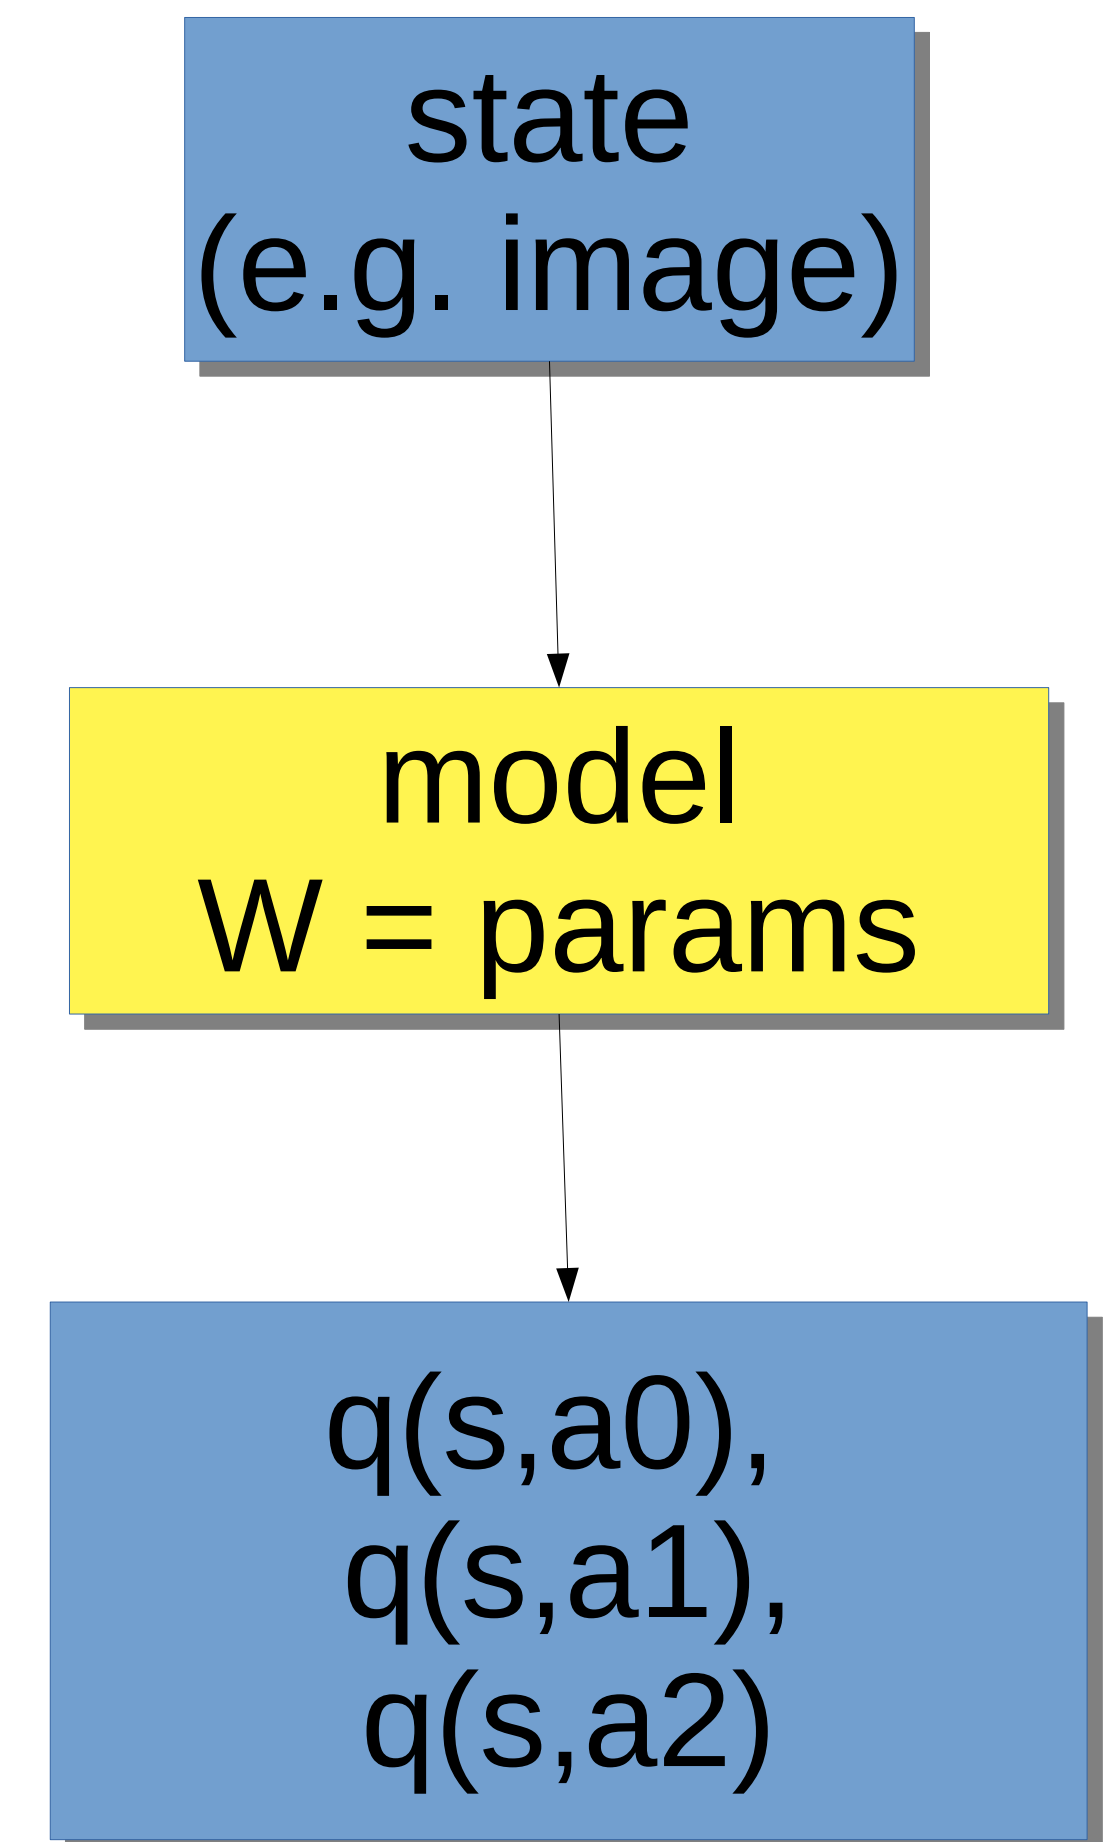 state
(e.g. image)
model
W = params
q(s,a0),
q(s,a1),
q(s,a2)